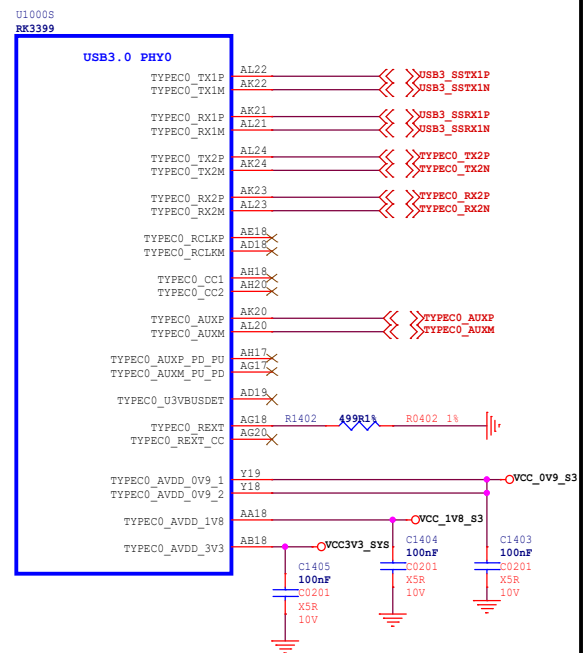 U1000S
RK3399
USB3.0 PHY0
TYPEC0_TX1P AL22 USB3_SSTX1P
TYPEC0_TX1M AK22 USB3_SSTX1N
TYPEC0_RX1P AK21 USB3_SSRX1P
TYPEC0_RX1M AL21 USB3_SSRX1N
TYPEC0_TX2P AL24 TYPEC0_TX2P
TYPEC0_TX2M AK24 TYPEC0_TX2N
TYPEC0_RX2P AK23 TYPEC0_RX2P
TYPEC0_RX2M AL23 TYPEC0_RX2N
TYPEC0_RCLKP AE18
TYPEC0_RCLKM AD18
TYPEC0_CC1 AH18
TYPEC0_CC2 AH20
TYPEC0_AUXP AK20 TYPEC0_AUXP
TYPEC0_AUXM AL20 TYPEC0_AUXM
TYPEC0_AUXP_PD_PU AH17
TYPEC0_AUXM_PU_PD AG17
TYPEC0_U3VBUSDET AD19
TYPEC0_REXT AG18 R1402 499R1% R0402 1%
TYPEC0_REXT_CC AG20
TYPEC0_AVDD_0V9_1 Y19 VCC_0V9_S3
TYPEC0_AVDD_0V9_2 Y18
TYPEC0_AVDD_1V8 AA18 VCC_1V8_S3
TYPEC0_AVDD_3V3 AB18 VCC3V3_SYS
C1404
100nF
C0201
X5R
10V
C1403
100nF
C0201
X5R
10V
C1405
100nF
C0201
X5R
10V